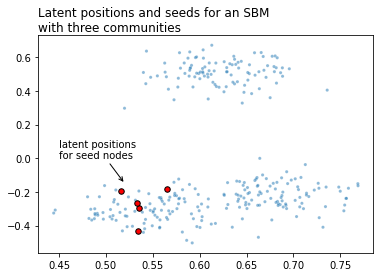 Latent positions and seeds for an SBM
with three communities
0.6
0.4
0.2
0.0
−0.2
−0.4
latent positions
for seed nodes
0.45 0.50 0.55 0.60 0.65 0.70 0.75